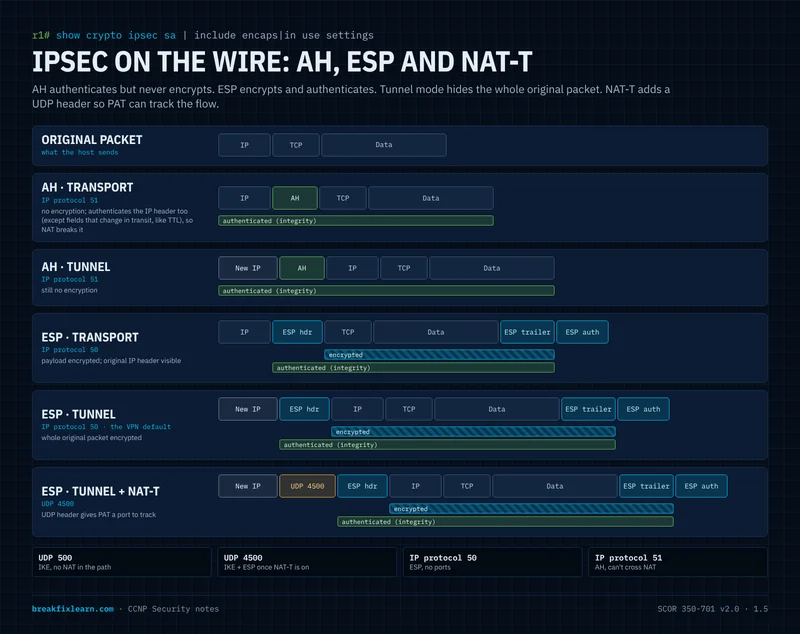 r1# show crypto ipsec sa | include encaps|in use settings
IPSEC ON THE WIRE: AH, ESP AND NAT-T
AH authenticates but never encrypts. ESP encrypts and authenticates. Tunnel mode hides the whole original packet. NAT-T adds a
UDP header so PAT can track the flow.
ORIGINAL PACKET
what the host sends
IP TCP Data
AH · TRANSPORT
IP protocol 51
no encryption; authenticates the IP header too
(except fields that change in transit, like TTL), so
NAT breaks it
IP AH TCP Data
authenticated (integrity)
AH · TUNNEL
IP protocol 51
still no encryption
New IP AH IP TCP Data
authenticated (integrity)
ESP · TRANSPORT
IP protocol 50
payload encrypted; original IP header visible
IP ESP hdr TCP Data ESP trailer ESP auth
encrypted
authenticated (integrity)
ESP · TUNNEL
IP protocol 50 · the VPN default
whole original packet encrypted
New IP ESP hdr IP TCP Data ESP trailer ESP auth
encrypted
authenticated (integrity)
ESP · TUNNEL + NAT-T
UDP 4500
UDP header gives PAT a port to track
New IP UDP 4500 ESP hdr IP TCP Data ESP trailer ESP auth
encrypted
authenticated (integrity)
UDP 500
IKE, no NAT in the path
UDP 4500
IKE + ESP once NAT-T is on
IP protocol 50
ESP, no ports
IP protocol 51
AH, can't cross NAT
breakfixlearn.com · CCNP Security notes
SCOR 350-701 v2.0 · 1.5